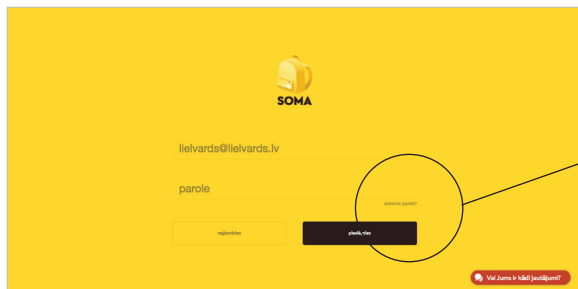 SOMA
lielvards@lielvards.lv
parole
aizmirsi paroli?
reģistrēties
pieslēgties
Vai Jums ir kādi jautājumi?